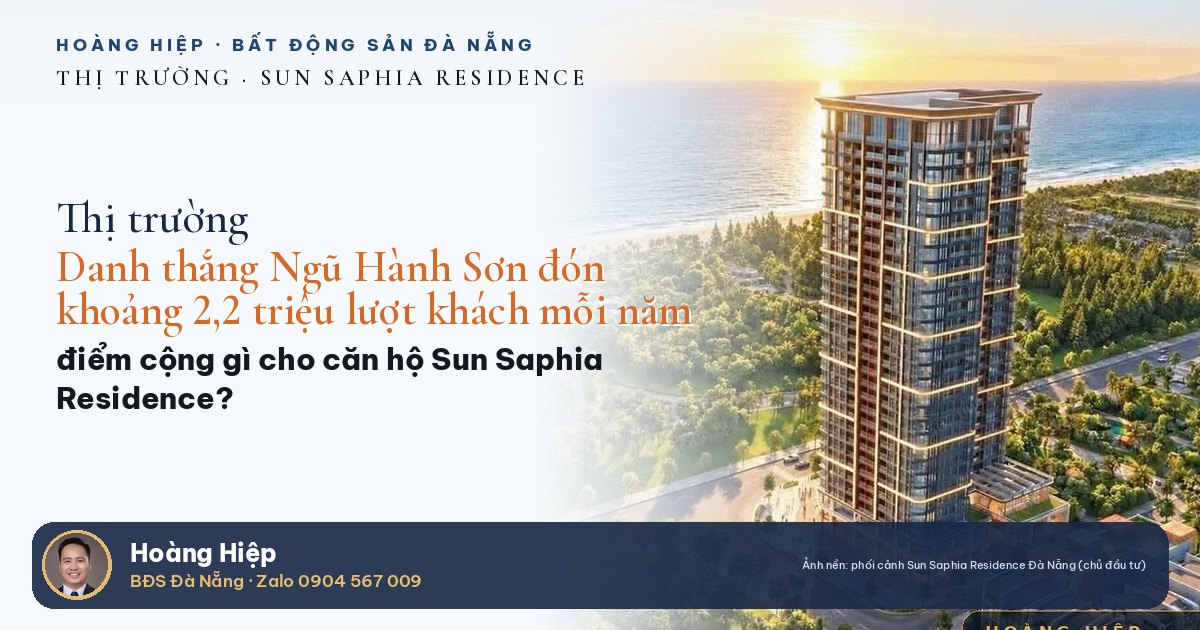 HOÀNG HIỆP · BẤT ĐỘNG SẢN ĐÀ NẴNG
THỊ TRƯỜNG · SUN SAPHIA RESIDENCE
Thị trường
Danh thắng Ngũ Hành Sơn đón
khoảng 2,2 triệu lượt khách mỗi năm
điểm cộng gì cho căn hộ Sun Saphia
Residence?
Hoàng Hiệp
BĐS Đà Nẵng · Zalo 0904 567 009
Ảnh nền: phối cảnh Sun Saphia Residence Đà Nẵng (chủ đầu tư)
HOÀNG HIỆP